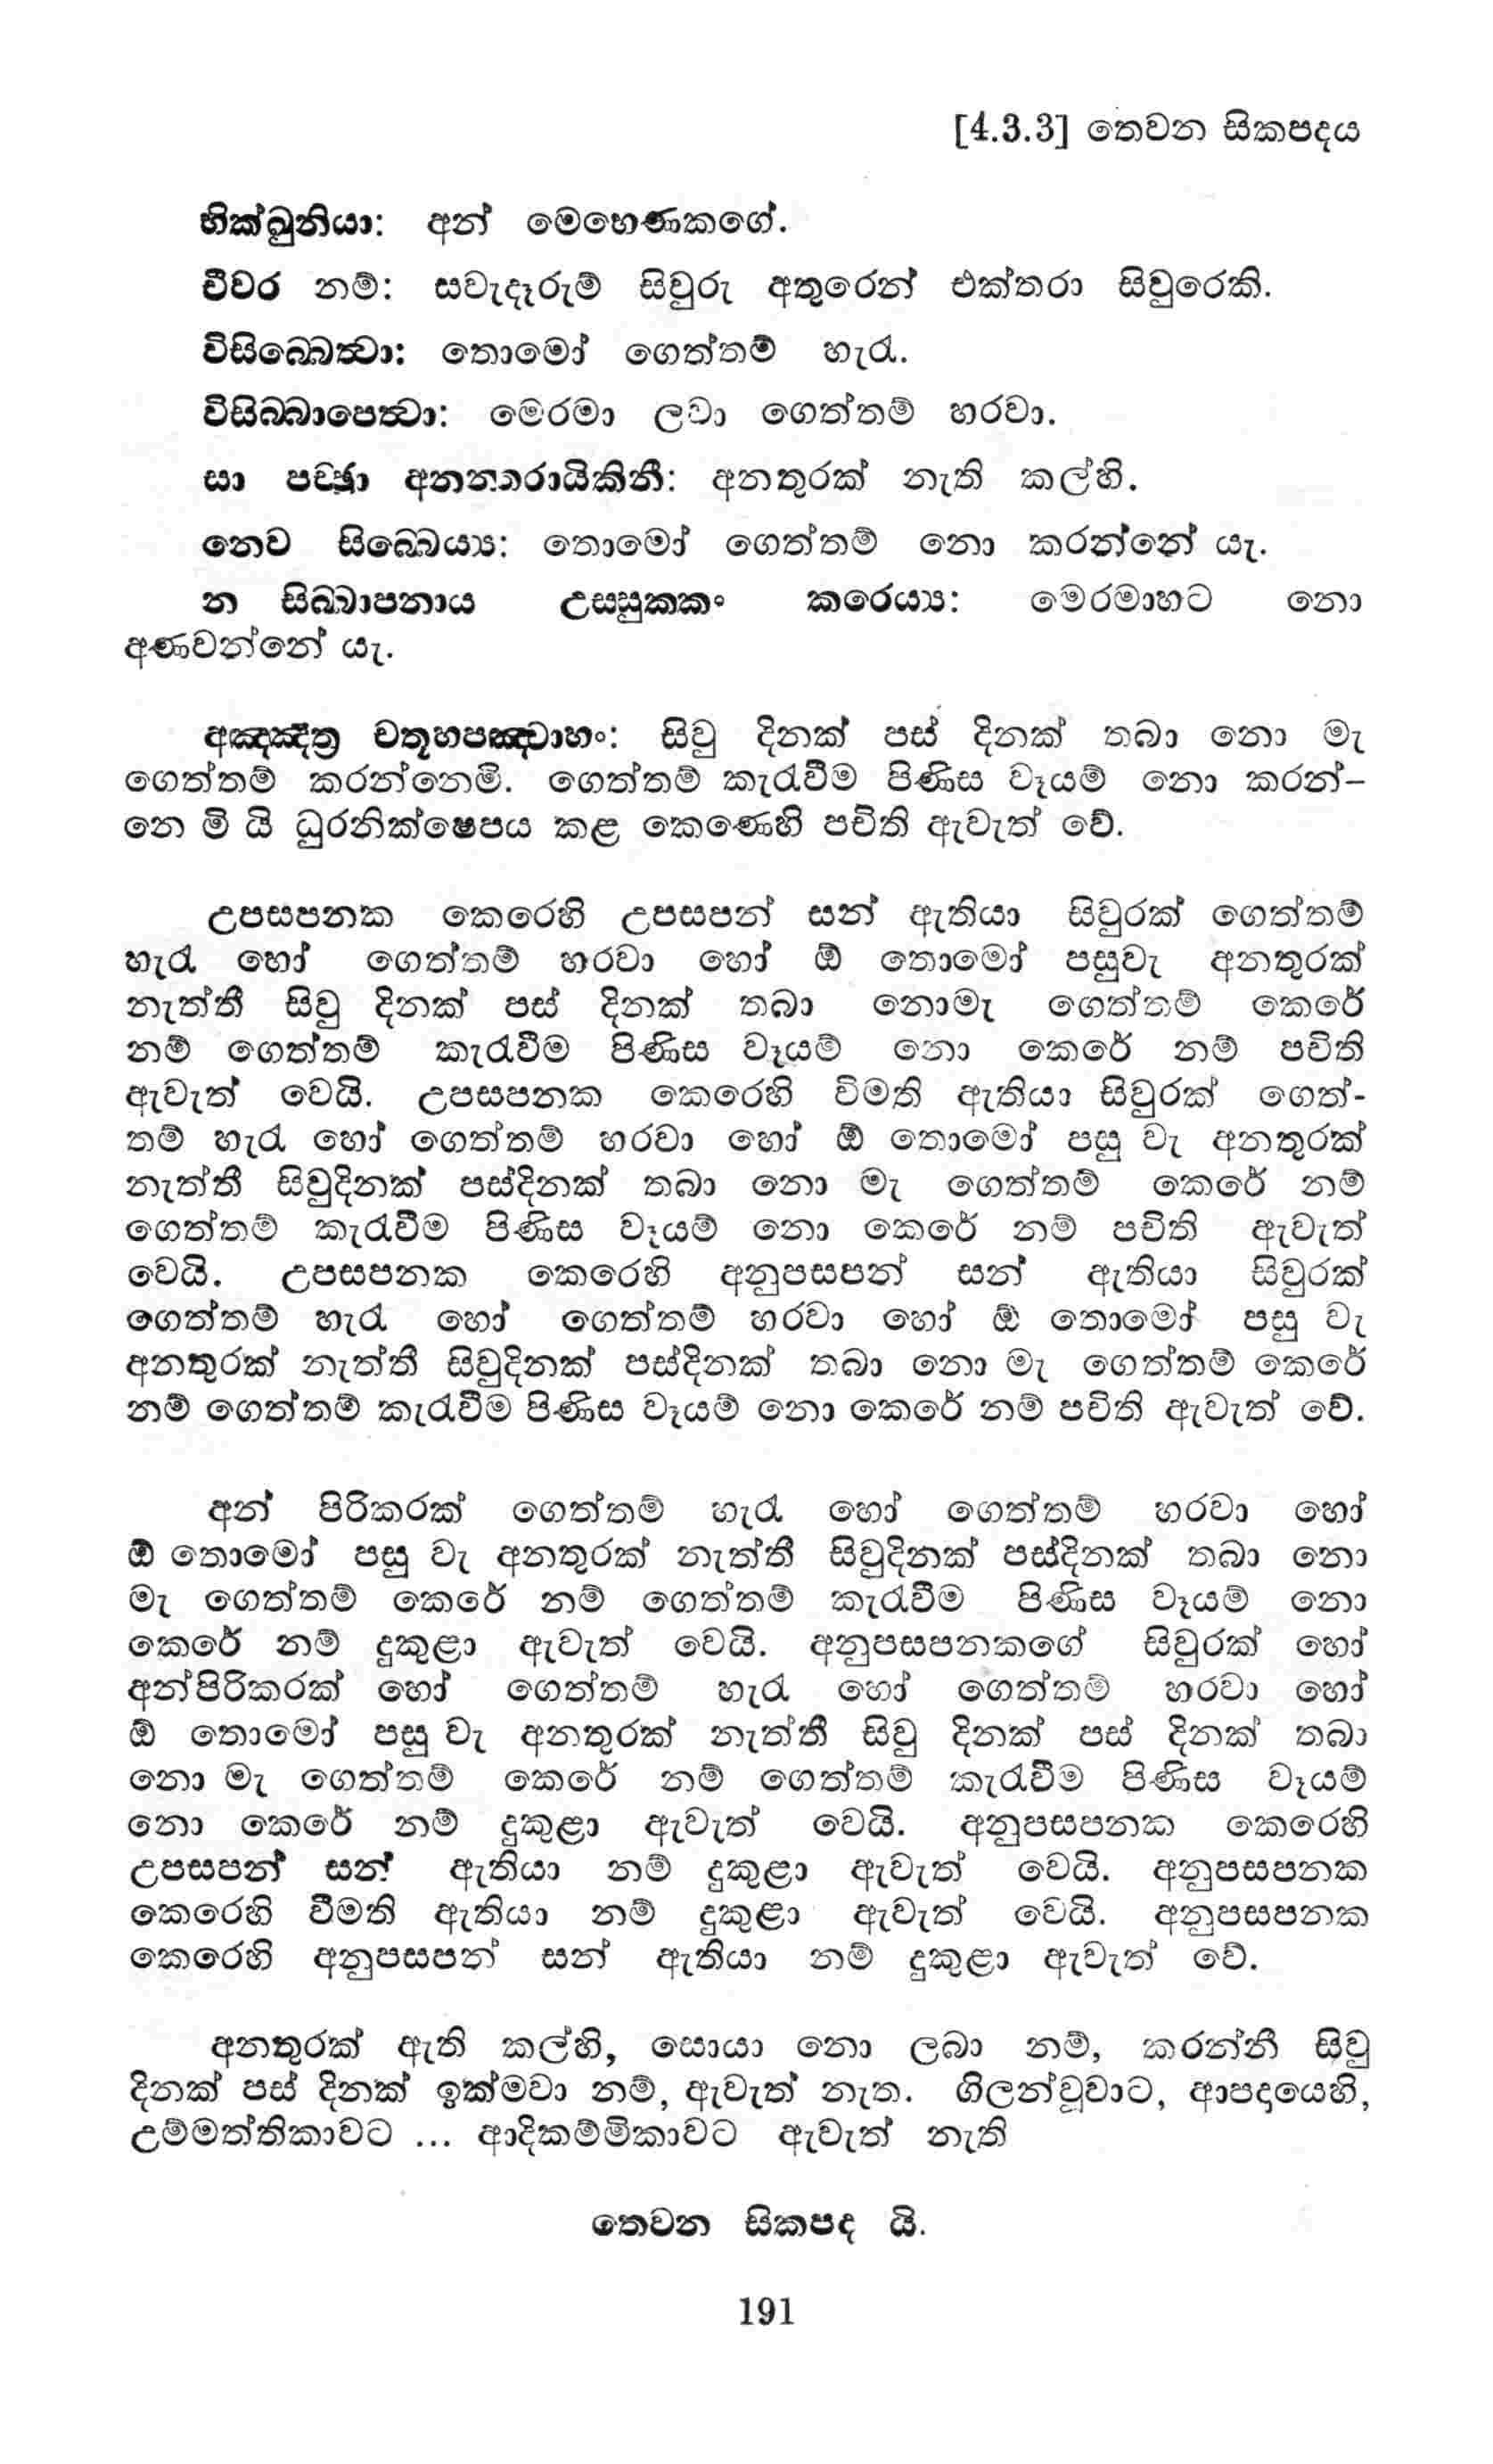 [4.3.3] තෙවන සිකපදය
භික්ඛුනියා: අන් මෙහෙණකගේ.
චීවර නම්: සවැදෑරුම් සිවුරු අතුරෙන් එක්තරා සිවුරෙකි.
විසිබ්බෙත්‍වා: තොමෝ ගෙත්තම් හැරැ.
විසිබ්බාපෙත්‍වා: මෙරමා ලවා ගෙත්තම් හරවා.
සා පච්ඡා අනන්තරායිකිනී: අනතුරක් නැති කල්හි.
නෙව සිබ්බෙය්‍ය: තොමෝ ගෙත්තම් නො කරන්නේ යැ.
න සිබ්බාපනාය උස්සුක්කං කරෙය්‍ය: මෙරමාහට නො
අණවන්නේ යැ.
අඤ්ඤත්‍ර චතූහපඤ්චාහං: සිවු දිනක් පස් දිනක් තබා නො මැ
ගෙත්තම් කරන්නෙමි. ගෙත්තම් කැරැවීම පිණිස වෑයම් නො කරන්-
නෙ මි යි ධුරනික්ෂෙපය කළ කෙණෙහි පචිති ඇවැත් වේ.
උපසපනක කෙරෙහි උපසපන් සන් ඇතියා සිවුරක් ගෙත්තම්
හැරැ හෝ ගෙත්තම් හරවා හෝ ඕ තොමෝ පසුවැ අනතුරක්
නැත්තී සිවු දිනක් පස් දිනක් තබා නොමැ ගෙත්තම් කෙරේ
නම් ගෙත්තම් කැරැවීම පිණිස වෑයම් නො කෙරේ නම් පචිති
ඇවැත් වෙයි. උපසපනක කෙරෙහි විමති ඇතියා සිවුරක් ගෙත්-
තම් හැරැ හෝ ගෙත්තම් හරවා හෝ ඕ තොමෝ පසු වැ අනතුරක්
නැත්තී සිවුදිනක් පස්දිනක් තබා නො මැ ගෙත්තම් කෙරේ නම්
ගෙත්තම් කැරැවීම පිණිස වෑයම් නො කෙරේ නම් පචිති ඇවැත්
වෙයි. උපසපනක කෙරෙහි අනුපසපන් සන් ඇතියා සිවුරක්
ගෙත්තම් හැරැ හෝ ගෙත්තම් හරවා හෝ ඕ තොමෝ පසු වැ
අනතුරක් නැත්තී සිවුදිනක් පස්දිනක් තබා නො මැ ගෙත්තම් කෙරේ
නම් ගෙත්තම් කැරැවීම පිණිස වෑයම් නො කෙරේ නම් පචිති ඇවැත් වේ.
අන් පිරිකරක් ගෙත්තම් හැරැ හෝ ගෙත්තම් හරවා හෝ
ඕ තොමෝ පසු වැ අනතුරක් නැත්තී සිවුදිනක් පස්දිනක් තබා නො
මැ ගෙත්තම් කෙරේ නම් ගෙත්තම් කැරැවීම පිණිස වෑයම් නො
කෙරේ නම් දුකුළා ඇවැත් වෙයි. අනුපසපනකගේ සිවුරක් හෝ
අන්පිරිකරක් හෝ ගෙත්තම් හැරැ හෝ ගෙත්තම් හරවා හෝ
ඕ තොමෝ පසු වැ අනතුරක් නැත්තී සිවු දිනක් පස් දිනක් තබා
නො මැ ගෙත්තම් කෙරේ නම් ගෙත්තම් කැරැවීම පිණිස වෑයම්
නො කෙරේ නම් දුකුළා ඇවැත් වෙයි. අනුපසපනක කෙරෙහි
උපසපන් සන් ඇතියා නම් දුකුළා ඇවැත් වෙයි. අනුපසපනක
කෙරෙහි වීමති ඇතියා නම් දුකුළා ඇවැත් වෙයි. අනුපසපනක
කෙරෙහි අනුපසපන් සන් ඇතියා නම් දුකුළා ඇවැත් වේ.
අනතුරක් ඇති කල්හි, සොයා නො ලබා නම්, කරන්නී සිවු
දිනක් පස් දිනක් ඉක්මවා නම්, ඇවැත් නැත. ගිලන්වූවාට, ආපදායෙහි,
උම්මත්තිකාවට ... ආදිකම්මිකාවට ඇවැත් නැති
තෙවන සිකපද යි.
191